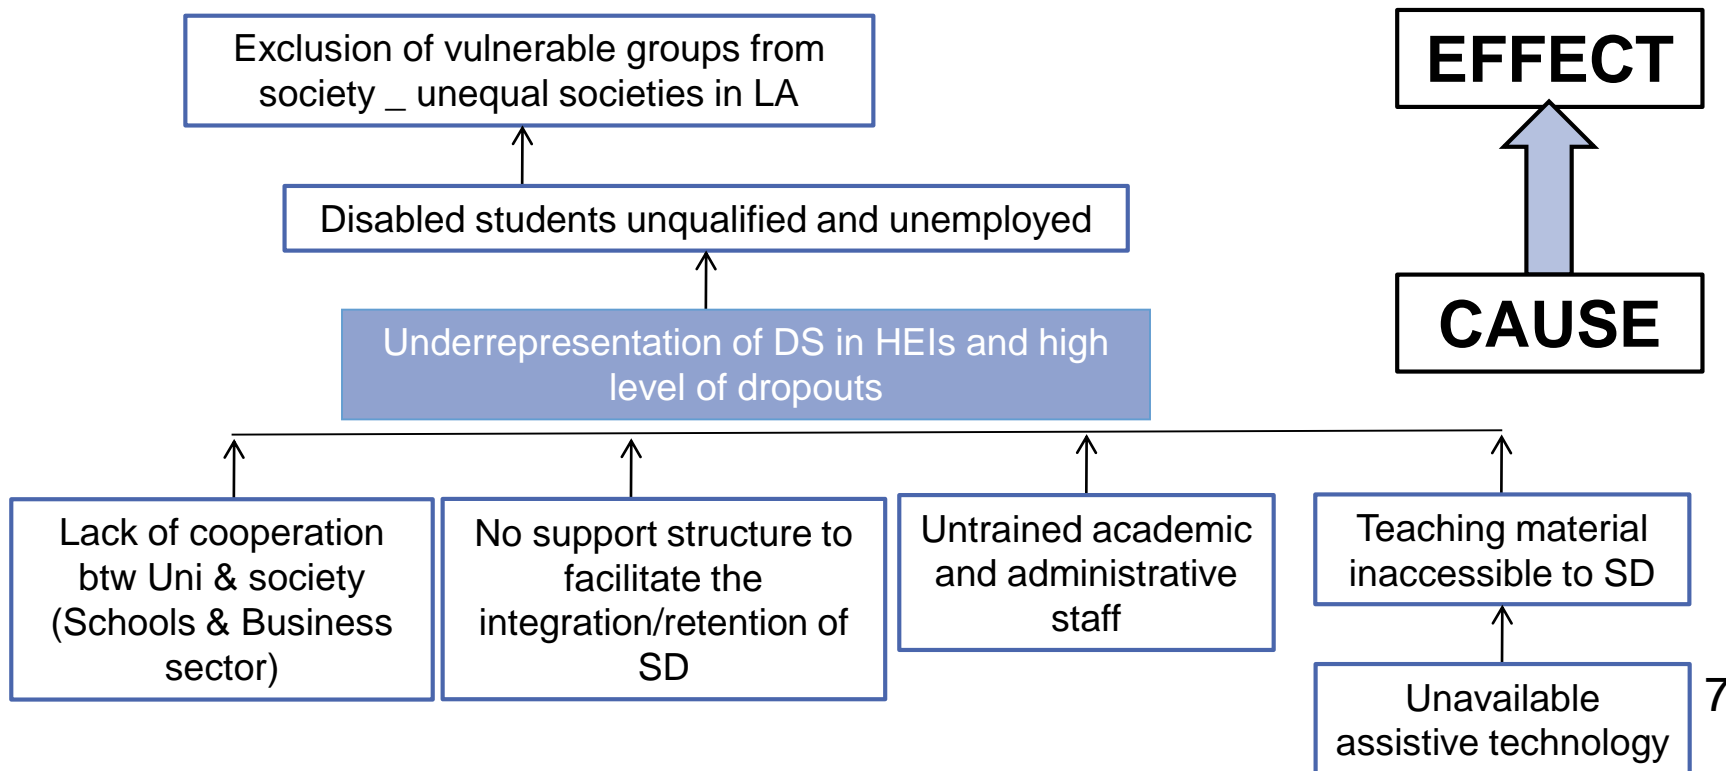 Exclusion of vulnerable groups from
society _ unequal societies in LA
EFFECT
Disabled students unqualified and unemployed
CAUSE
Underrepresentation of DS in HEIs and high
level of dropouts
Lack of cooperation
btw Uni & society
(Schools & Business
sector)
No support structure to
facilitate the
integration/retention of
SD
Untrained academic
and administrative
staff
Teaching material
inaccessible to SD
Unavailable
assistive technology
7